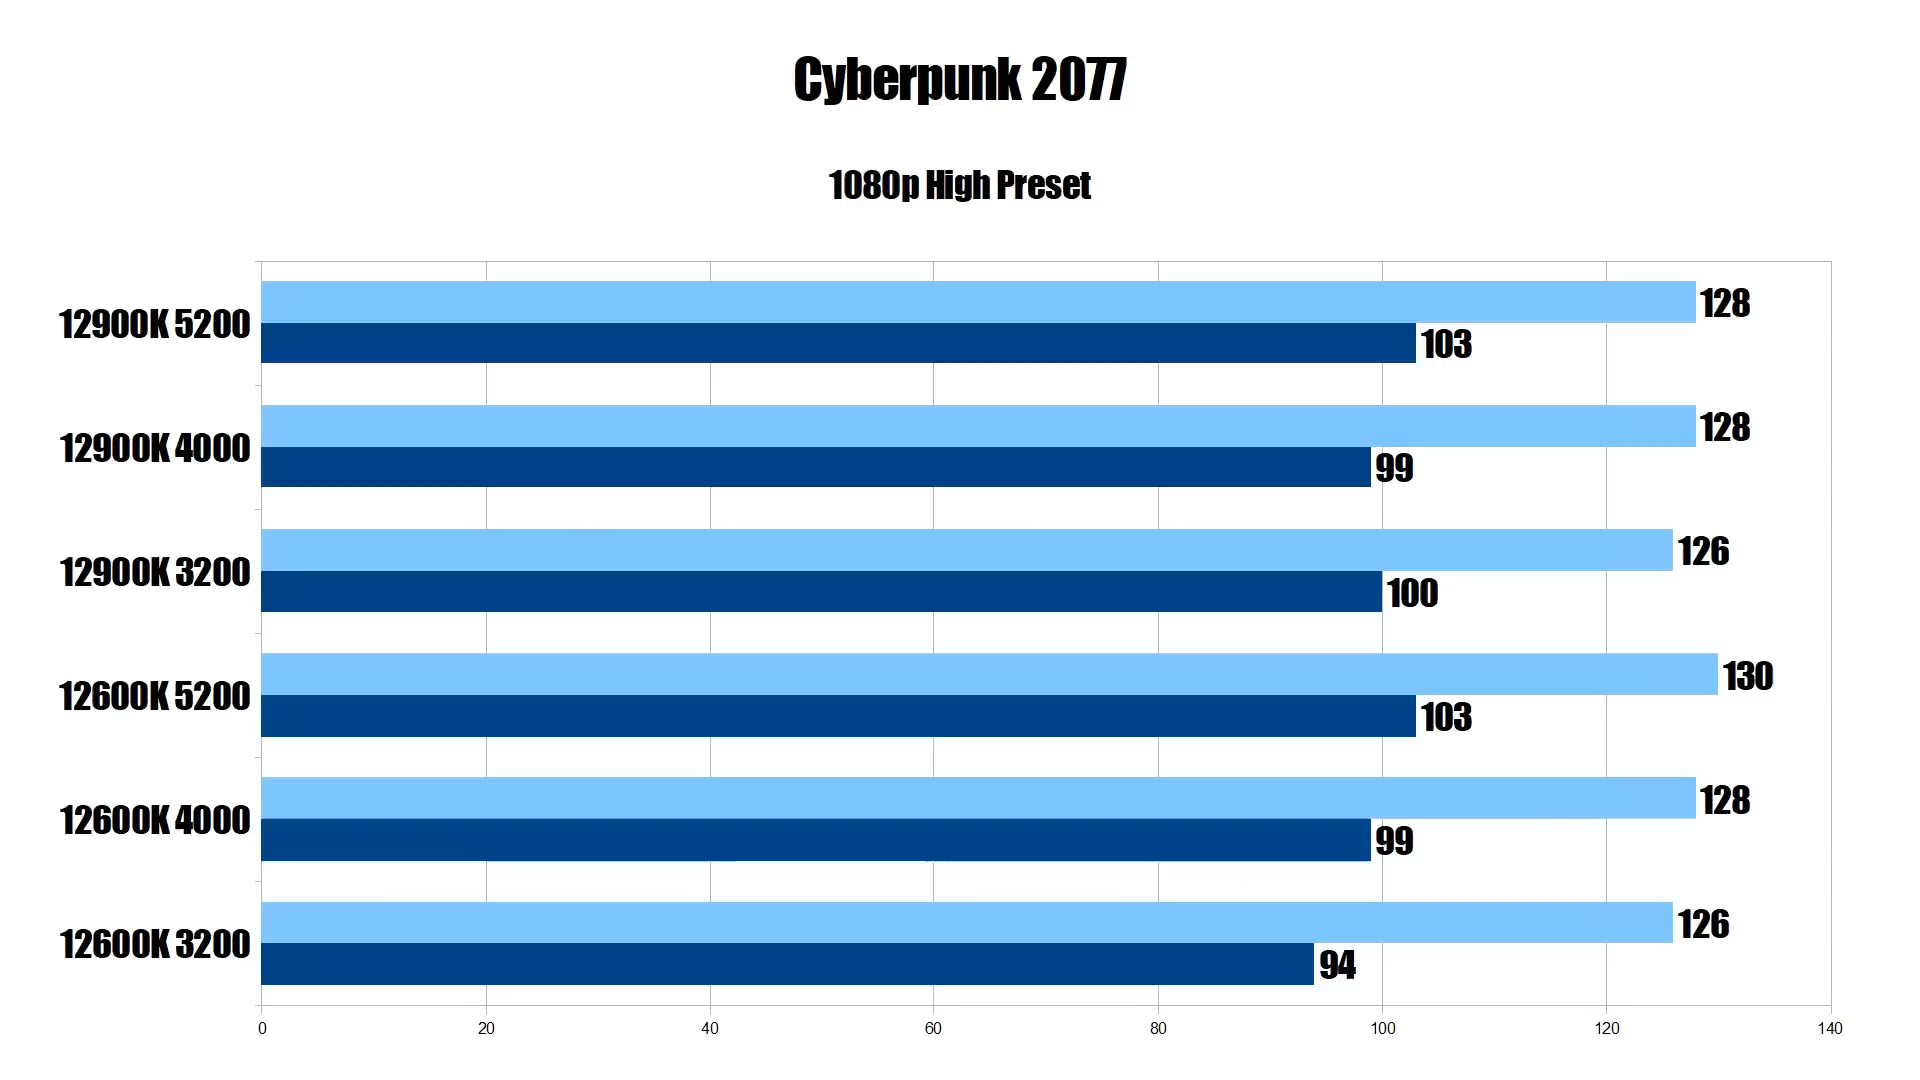 Cyberpunk 2077
1080p High Preset
12900K 5200
128
103
12900K 4000
128
99
12900K 3200
126
100
12600K 5200
130
103
12600K 4000
128
99
12600K 3200
126
94
0 20 40 60 80 100 120 140